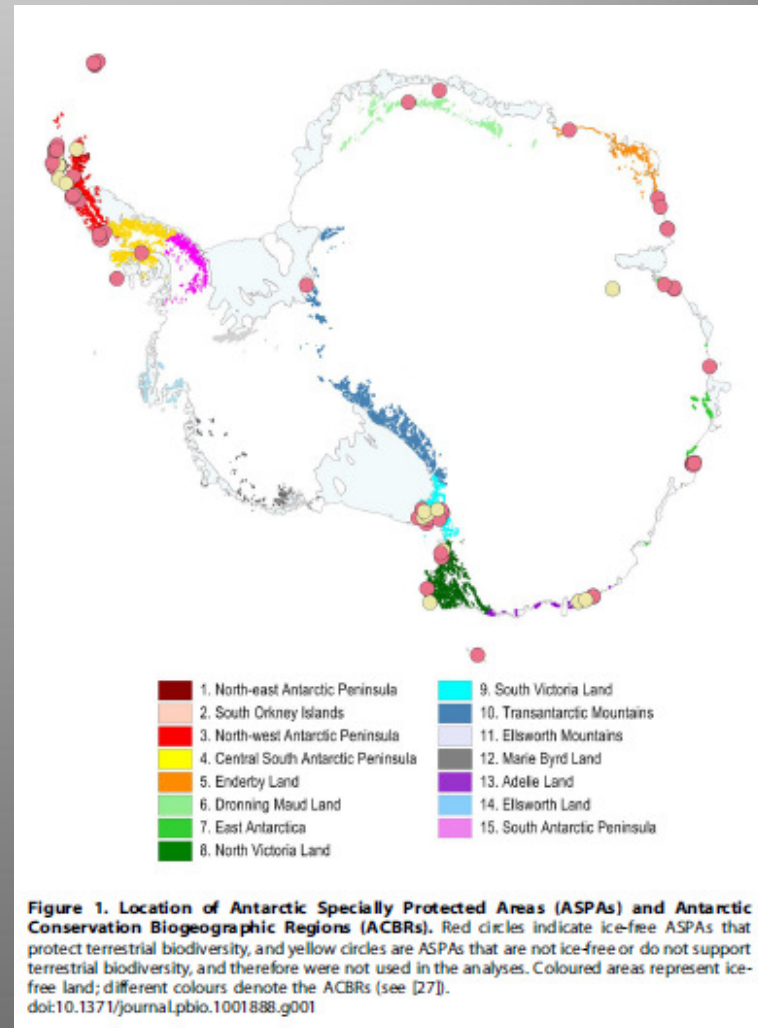 1. North-east Antarctic Peninsula
2. South Orkney Islands
3. North-west Antarctic Peninsula
4. Central South Antarctic Peninsula
5. Enderby Land
6. Dronning Maud Land
7. East Antarctica
8. North Victoria Land
9. South Victoria Land
10. Transantarctic Mountains
11. Ellsworth Mountains
12. Marie Byrd Land
13. Adelie Land
14. Ellsworth Land
15. South Antarctic Peninsula
Figure 1. Location of Antarctic Specially Protected Areas (ASPAs) and Antarctic
Conservation Biogeographic Regions (ACBRs). Red circles indicate ice-free ASPAs that
protect terrestrial biodiversity, and yellow circles are ASPAs that are not ice-free or do not support
terrestrial biodiversity, and therefore were not used in the analyses. Coloured areas represent ice-
free land; different colours denote the ACBRs (see [27]).
doi:10.1371/journal.pbio.1001888.g001